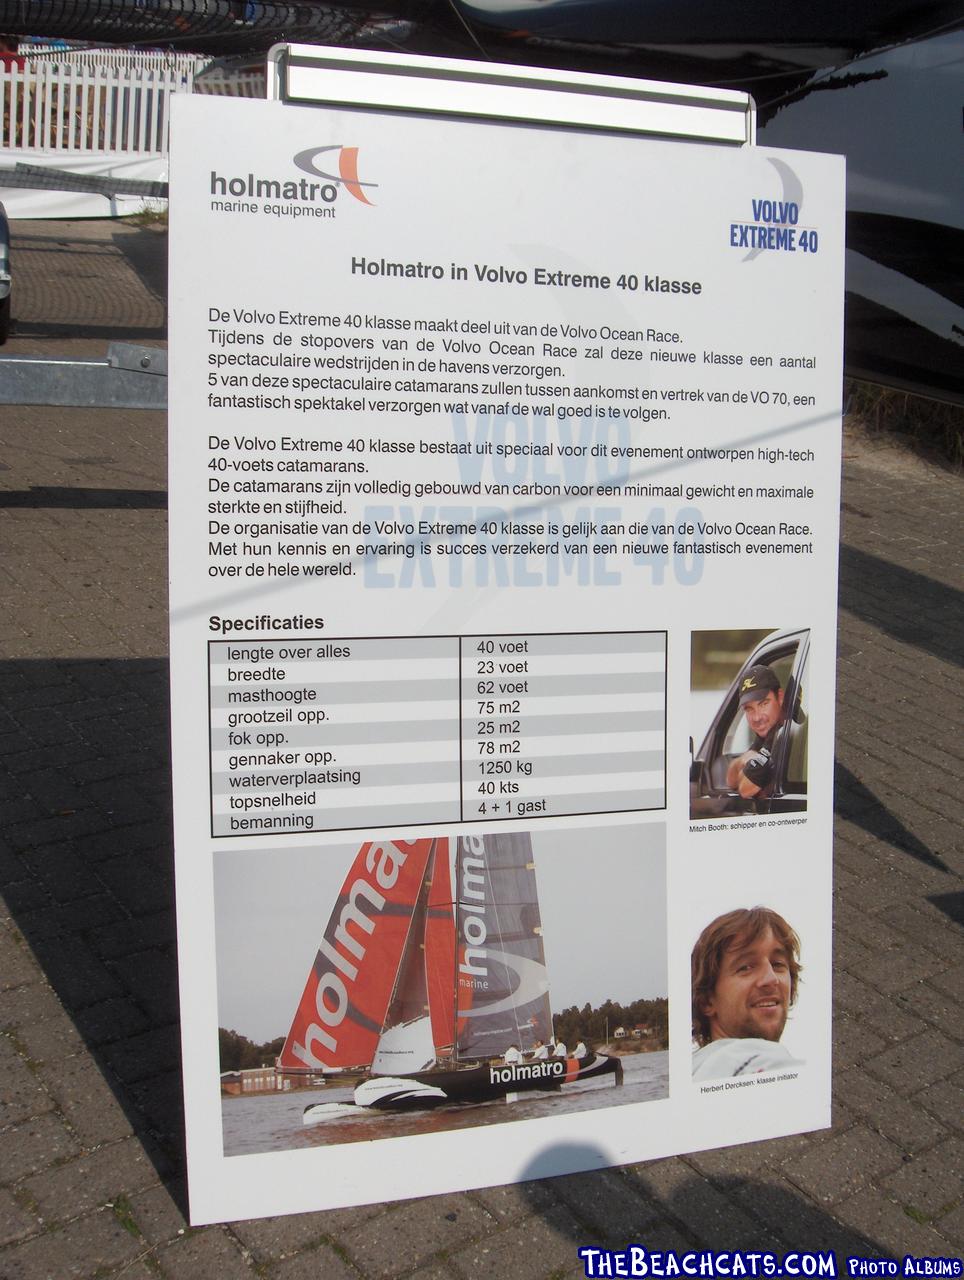 holmatro
marine equipment
VOLVO
EXTREME 40
Holmatro in Volvo Extreme 40 klasse
De Volvo Extreme 40 klasse maakt deel uit van de Volvo Ocean Race.
Tijdens de stopovers van de Volvo Ocean Race zal deze nieuwe klasse een aantal
spectaculaire wedstrijden in de havens verzorgen.
5 van deze spectaculaire catamarans zullen tussen aankomst en vertrek van de VO 70, een
fantastisch spektakel verzorgen wat vanaf de wal goed is te volgen.
De Volvo Extreme 40 klasse bestaat uit speciaal voor dit evenement ontworpen high-tech
40-voets catamarans.
De catamarans zijn volledig gebouwd van carbon voor een minimaal gewicht en maximale
sterkte en stijfheid.
De organisatie van de Volvo Extreme 40 klasse is gelijk aan die van de Volvo Ocean Race.
Met hun kennis en ervaring is succes verzekerd van een nieuwe fantastisch evenement
over de hele wereld.
VOLVO
EXTREME 40
Specificaties
lengte over alles 40 voet
breedte 23 voet
masthoogte 62 voet
grootzeil opp. 75 m2
fok opp. 25 m2
gennaker opp. 78 m2
waterverplaatsing 1250 kg
topsnelheid 40 kts
bemanning 4 + 1 gast
Mitch Booth: schipper en co-ontwerper
holma
holma
marine
holmatro
Herbert Dercksen: klasse initiator
THEBEACHCATS.COM PHOTO ALBUMS